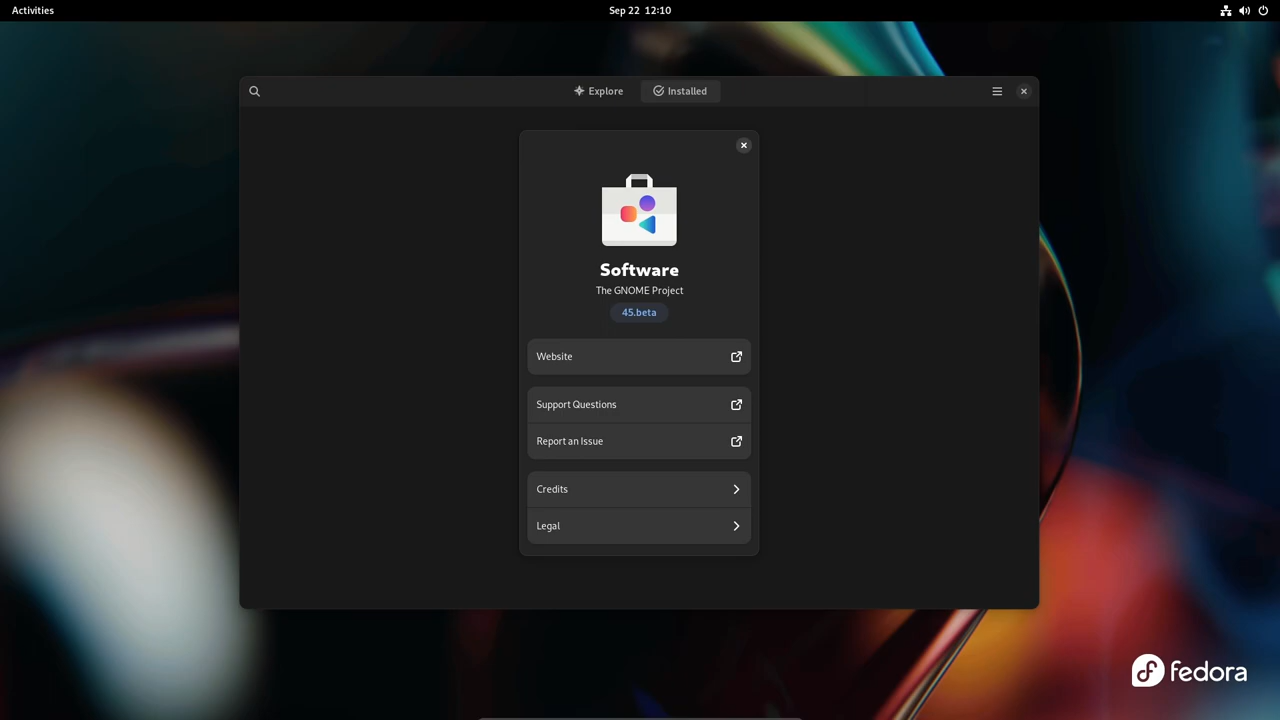 Activities
Sep 22 12:10
Explore
Installed
Software
The GNOME Project
45.beta
Website
Support Questions
Report an Issue
Credits
Legal
fedora